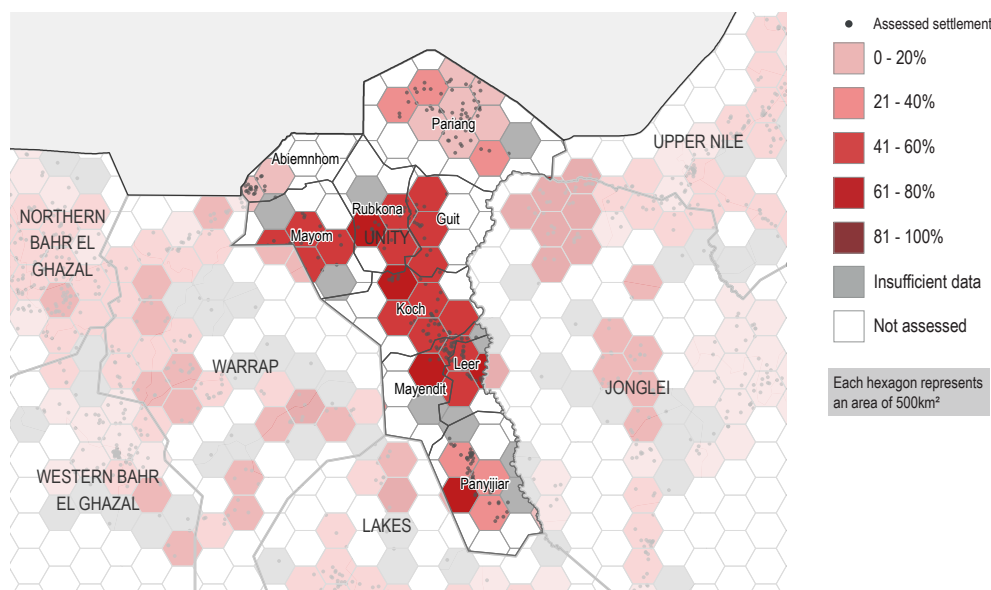 Assessed settlement
0 - 20%
21 - 40%
41 - 60%
61 - 80%
81 - 100%
Insufficient data
Not assessed
Each hexagon represents
an area of 500km²
Pariang
UPPER NILE
Abiemnhom
NORTHERN
BAHR EL
GHAZAL
Rubkona
Guit
Mayom
UNITY
Koch
WARRAP
Leer
Mayendit
JONGLEI
WESTERN BAHR
EL GHAZAL
Panyijiar
LAKES